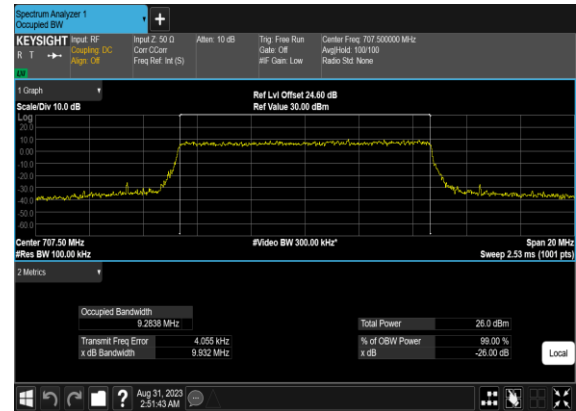 Spectrum Analyzer 1
Occupied BW
KEYSIGHT Input: RF Input Z: 50 Ω Atten: 10 dB Trig: Free Run Center Freq: 707.500000 MHz
R T Coupling: DC Corr CCorr Gate: Off Avg|Hold: 100/100
Align: Off Freq Ref: Int (S) #IF Gain: Low Radio Std: None
1 Graph
Ref Lvl Offset 24.60 dB
Scale/Div 10.0 dB Ref Value 30.00 dBm
Log
20.0
10.0
0.00
-10.0
-20.0
-30.0
-40.0
-50.0
-60.0
Center 707.50 MHz #Video BW 300.00 kHz* Span 20 MHz
#Res BW 100.00 kHz Sweep 2.53 ms (1001 pts)
2 Metrics
Occupied Bandwidth
9.2838 MHz Total Power 26.0 dBm
Transmit Freq Error 4.055 kHz % of OBW Power 99.00 %
x dB Bandwidth 9.932 MHz x dB -26.00 dB
Local
? Aug 31, 2023
2:51:43 AM